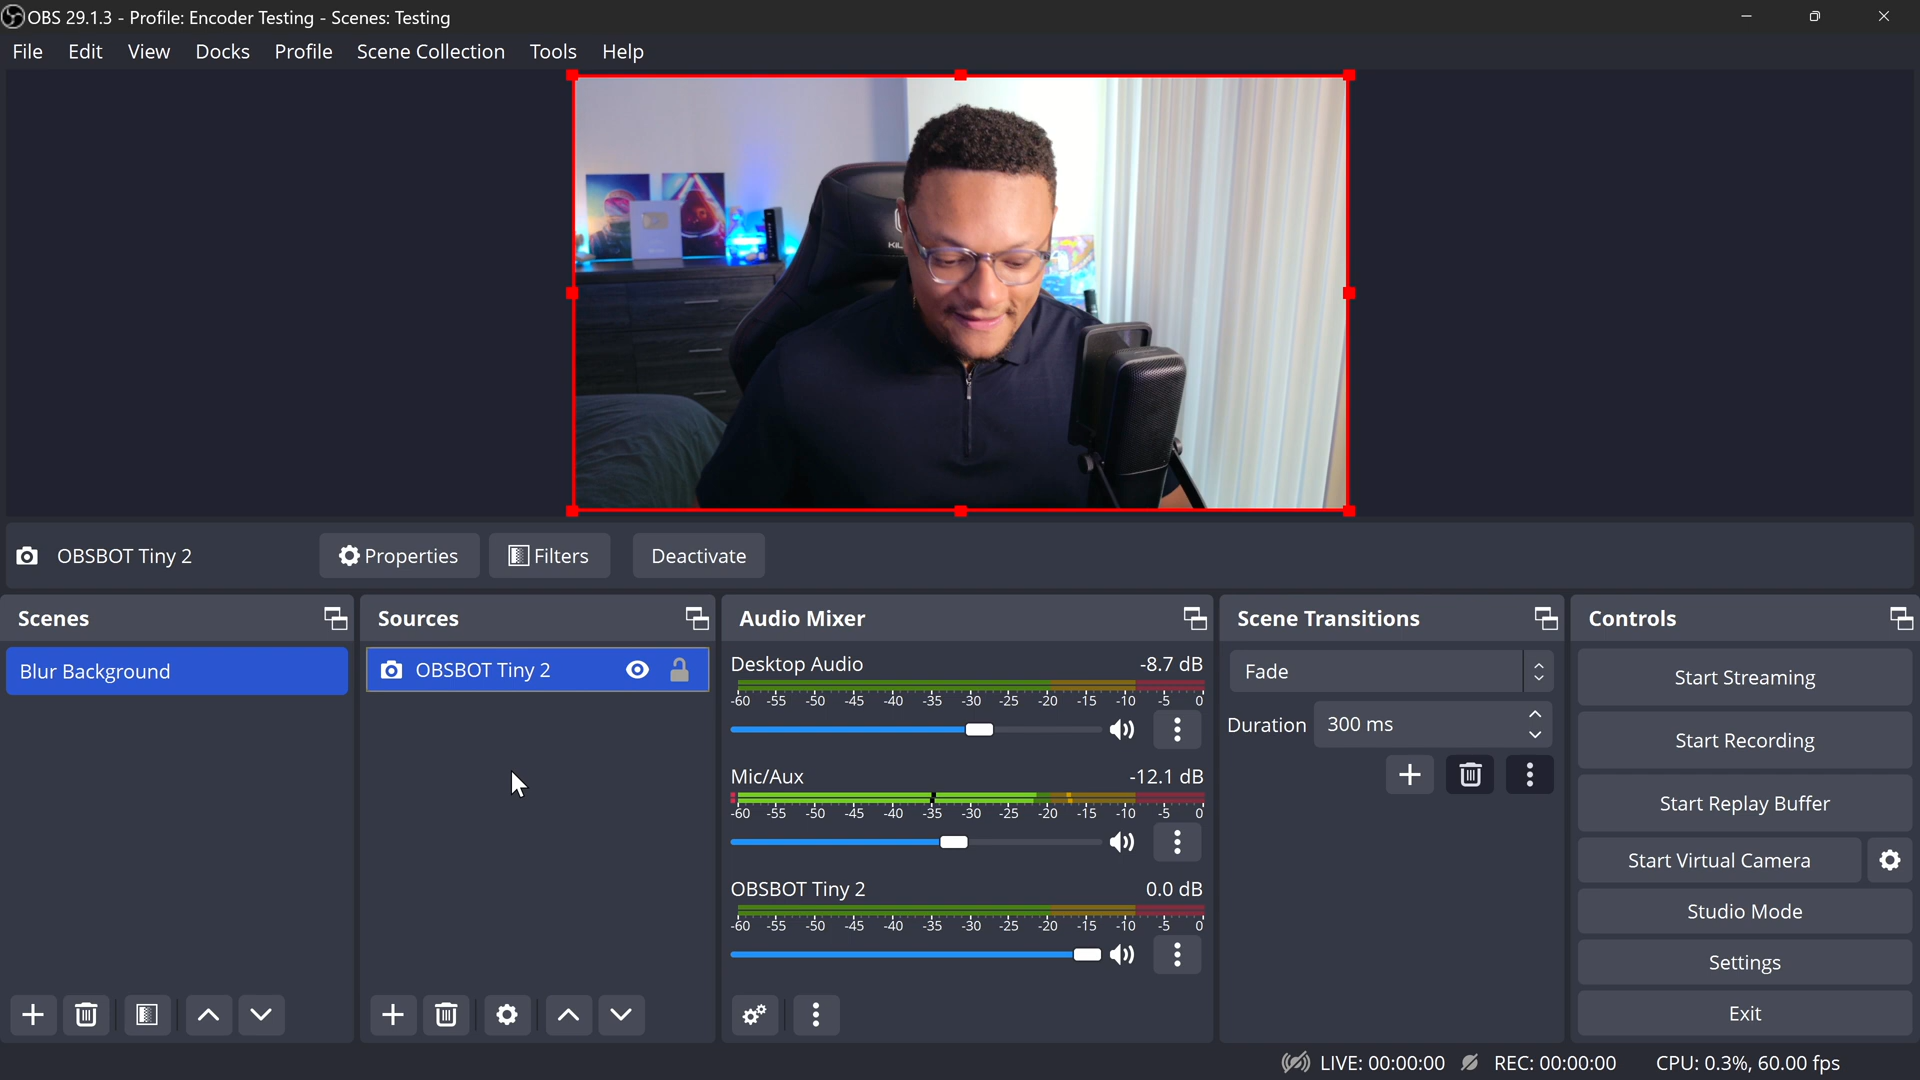 OBS 29.1.3 - Profile: Encoder Testing - Scenes: Testing
File Edit View Docks Profile Scene Collection Tools Help
OBSBOT Tiny 2 Properties Filters Deactivate
Scenes
Blur Background
Sources
OBSBOT Tiny 2
Audio Mixer
Desktop Audio -8.7 dB
-60 -55 -50 -45 -40 -35 -30 -25 -20 -15 -10 -5 0
Mic/Aux -12.1 dB
-60 -55 -50 -45 -40 -35 -30 -25 -20 -15 -10 -5 0
OBSBOT Tiny 2 0.0 dB
-60 -55 -50 -45 -40 -35 -30 -25 -20 -15 -10 -5 0
Scene Transitions
Fade
Duration 300 ms
Controls
Start Streaming
Start Recording
Start Replay Buffer
Start Virtual Camera
Studio Mode
Settings
Exit
LIVE: 00:00:00 REC: 00:00:00 CPU: 0.3%, 60.00 fps